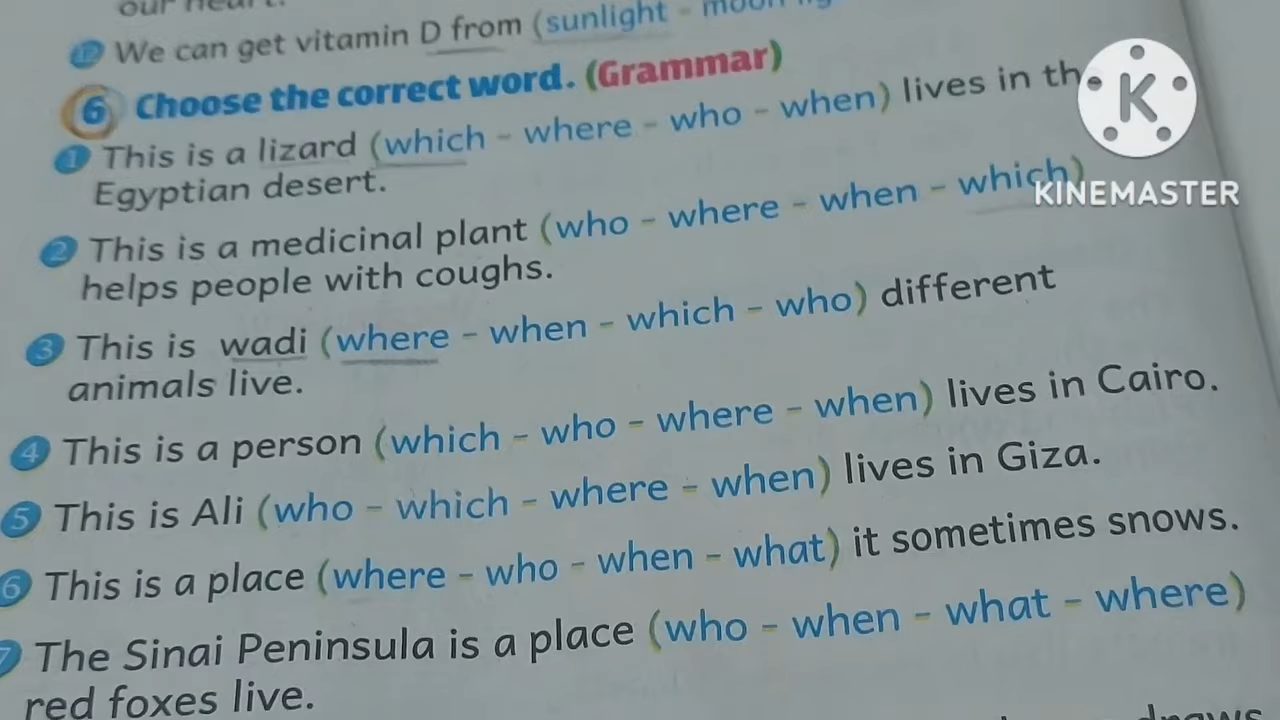 our heart.
12 We can get vitamin D from (sunlight -
6 Choose the correct word. (Grammar)
1 This is a lizard (which - where - who - when) lives in
Egyptian desert.
2 This is a medicinal plant (who - where - when - which)
helps people with coughs.
3 This is wadi (where - when - which - who) different
animals live.
4 This is a person (which - who - where - when) lives in Cairo.
5 This is Ali (who - which - where - when) lives in Giza.
6 This is a place (where - who - when - what) it sometimes snows.
7 The Sinai Peninsula is a place (who - when - what - where)
red foxes live.
K
KINEMASTER